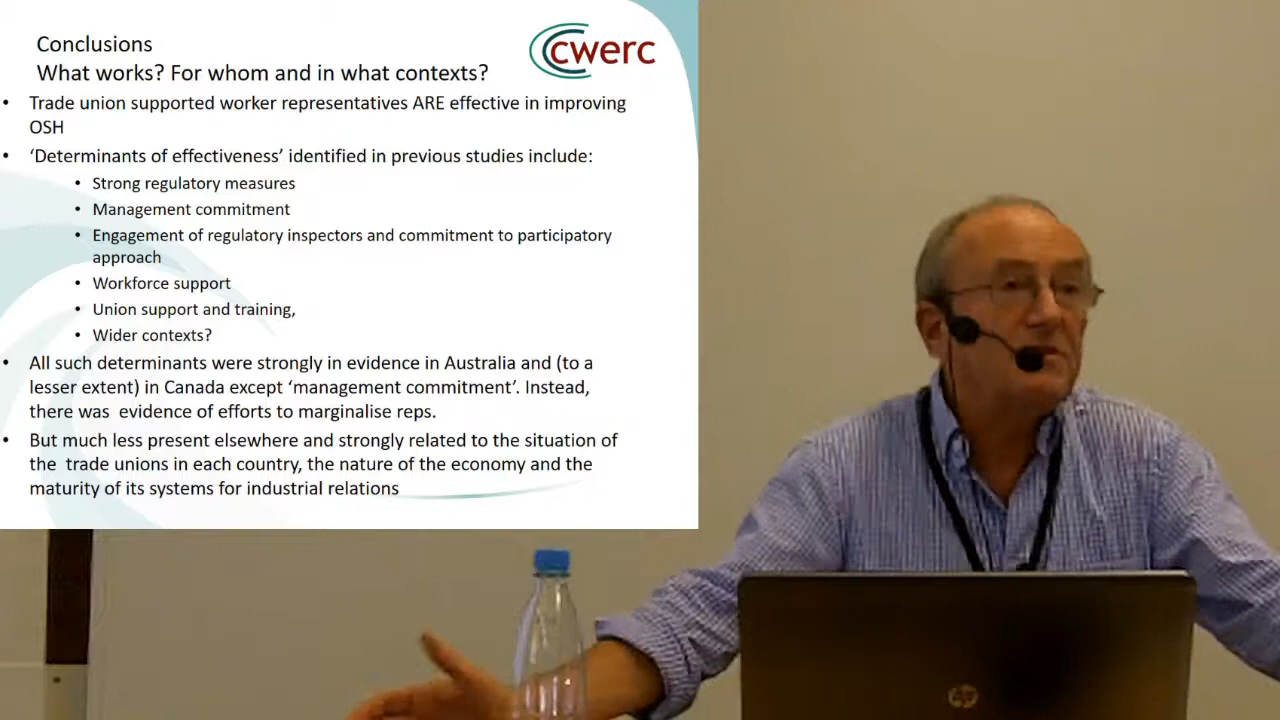 Conclusions
What works? For whom and in what contexts?
cwerc
• Trade union supported worker representatives ARE effective in improving
OSH
• ‘Determinants of effectiveness’ identified in previous studies include:
• Strong regulatory measures
• Management commitment
• Engagement of regulatory inspectors and commitment to participatory
approach
• Workforce support
• Union support and training,
• Wider contexts?
• All such determinants were strongly in evidence in Australia and (to a
lesser extent) in Canada except ‘management commitment’. Instead,
there was evidence of efforts to marginalise reps.
• But much less present elsewhere and strongly related to the situation of
the trade unions in each country, the nature of the economy and the
maturity of its systems for industrial relations
hp